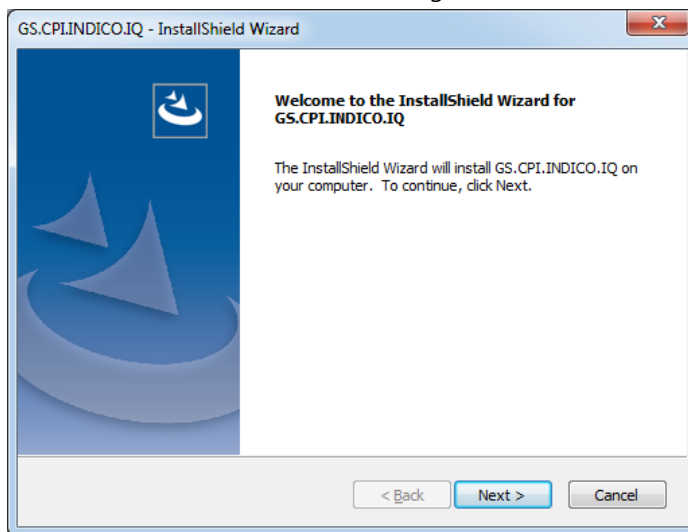 GS.CPI.INDICO.IQ - InstallShield Wizard
Welcome to the InstallShield Wizard for
GS.CPI.INDICO.IQ
The InstallShield Wizard will install GS.CPI.INDICO.IQ on
your computer. To continue, click Next.
< Back
Next >
Cancel